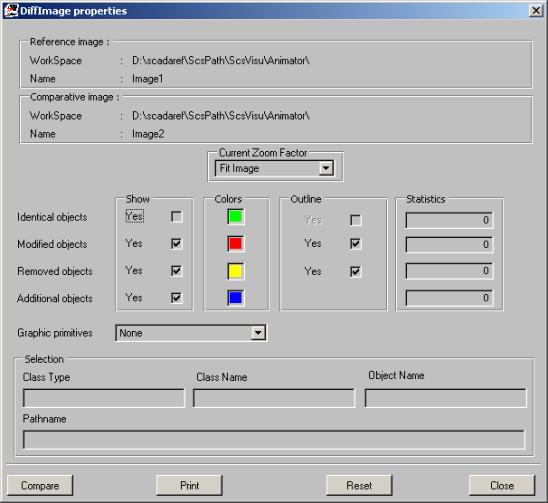 DiffImage properties
Reference image :
WorkSpace : D:\scadaref\ScsPath\ScsVisu\Animator\
Name : Image1
Comparative image :
WorkSpace : D:\scadaref\ScsPath\ScsVisu\Animator\
Name : Image2
Current Zoom Factor
Fit Image
Show Colors Outline Statistics
Identical objects Yes Yes 0
Modified objects Yes Yes 0
Removed objects Yes Yes 0
Additional objects Yes 0
Graphic primitives None
Selection
Class Type Class Name Object Name
Pathname
Compare Print Reset Close